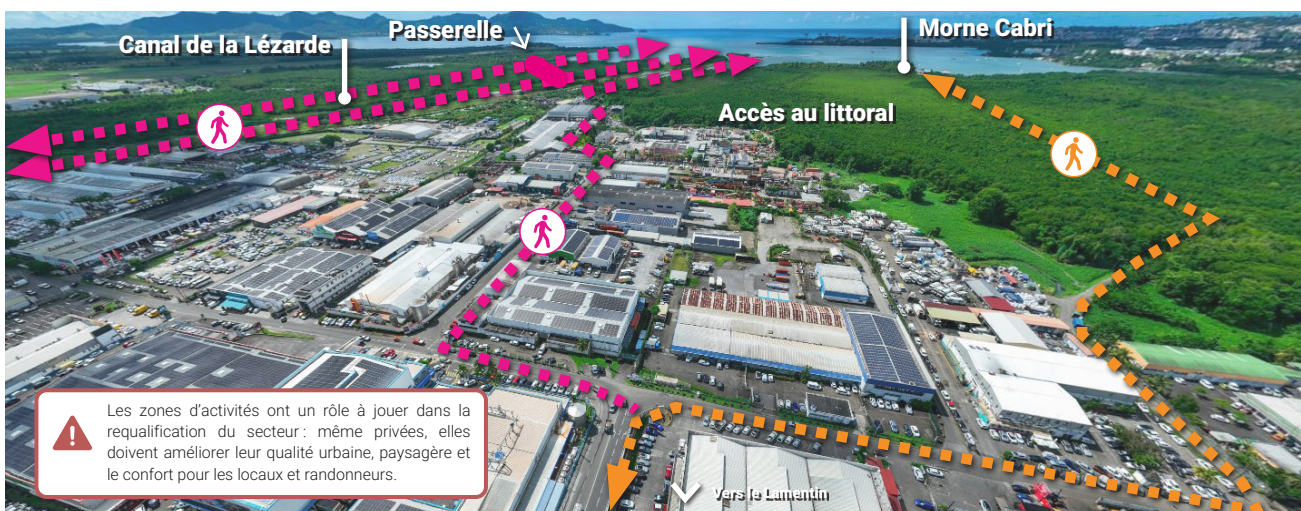 Canal de la Lézarde
Passerelle
Morne Cabri
Accès au littoral
Les zones d'activités ont un rôle à jouer dans la
requalification du secteur : même privées, elles
doivent améliorer leur qualité urbaine, paysagère et
le confort pour les locaux et randonneurs.
Vers le Lamentin